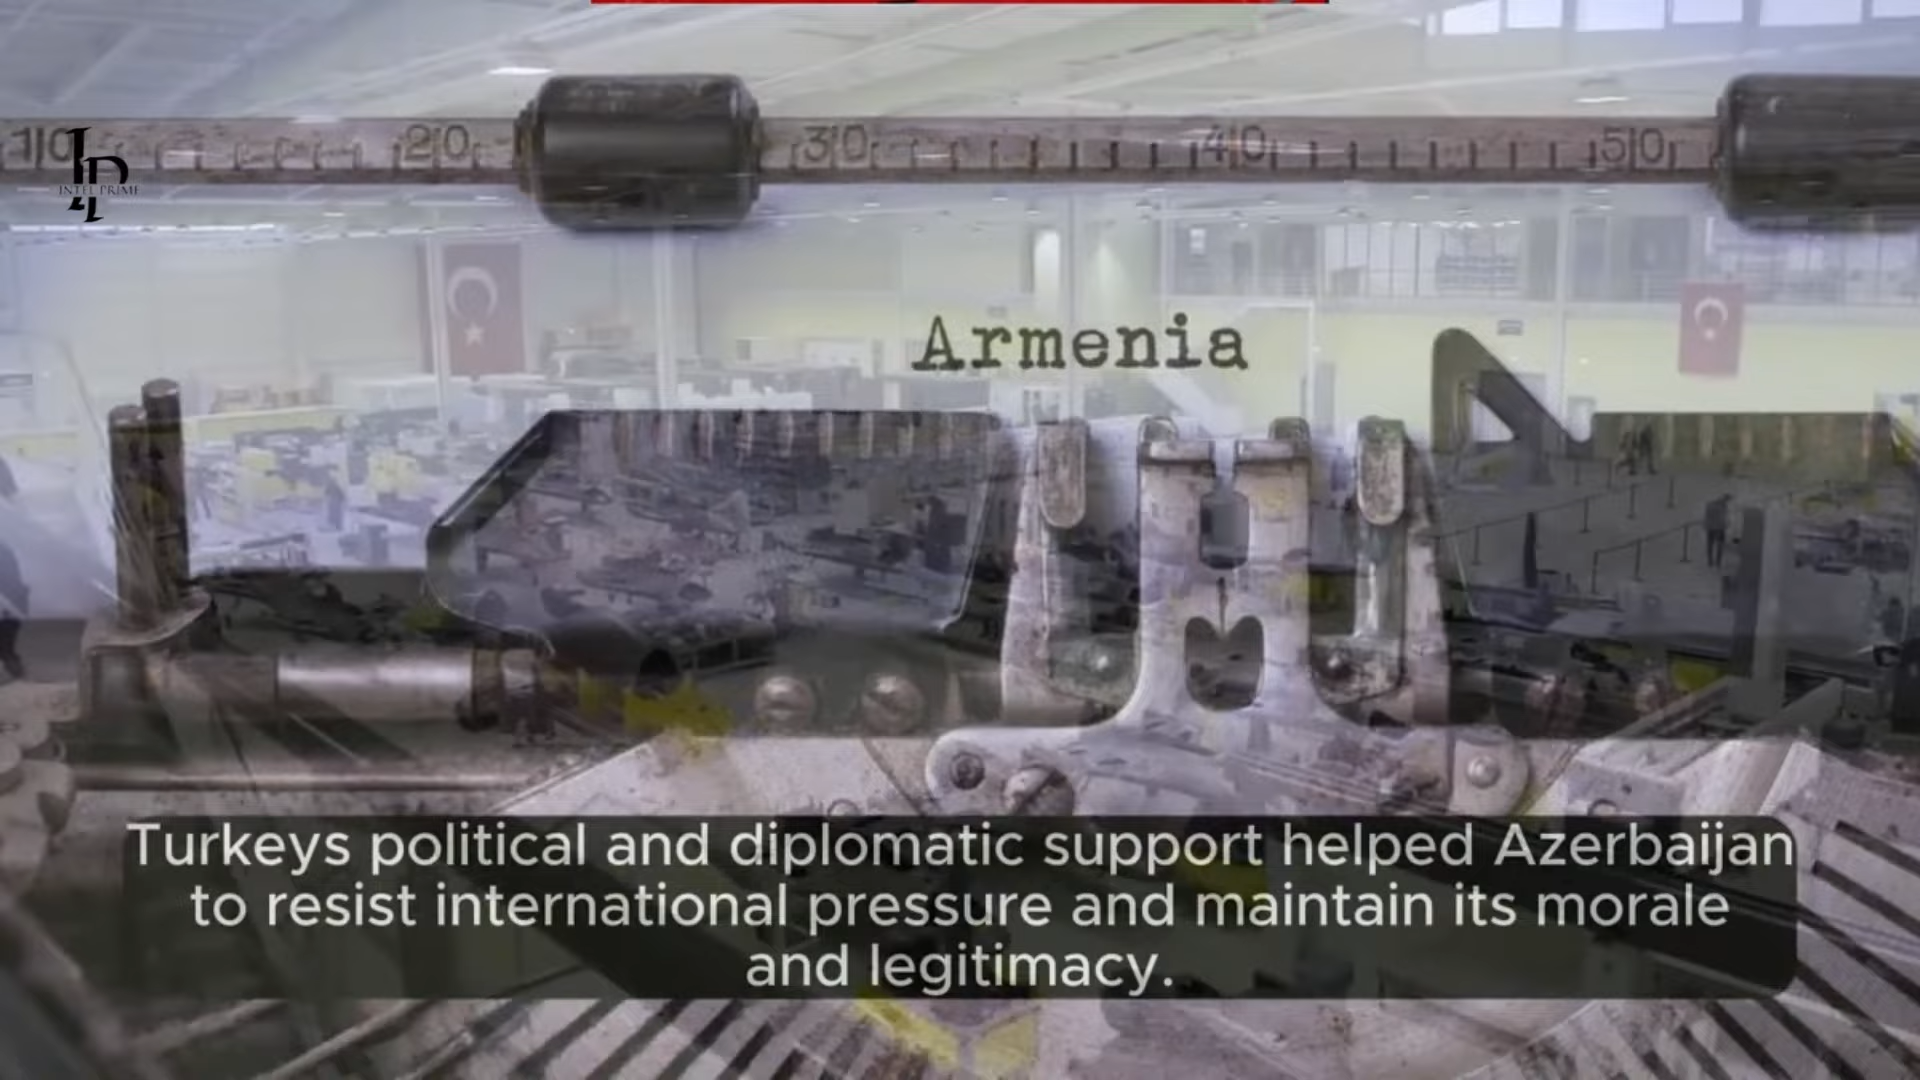 10 20 30 40 50
IP
INTEL PRIME
Armenia
Turkeys political and diplomatic support helped Azerbaijan
to resist international pressure and maintain its morale
and legitimacy.